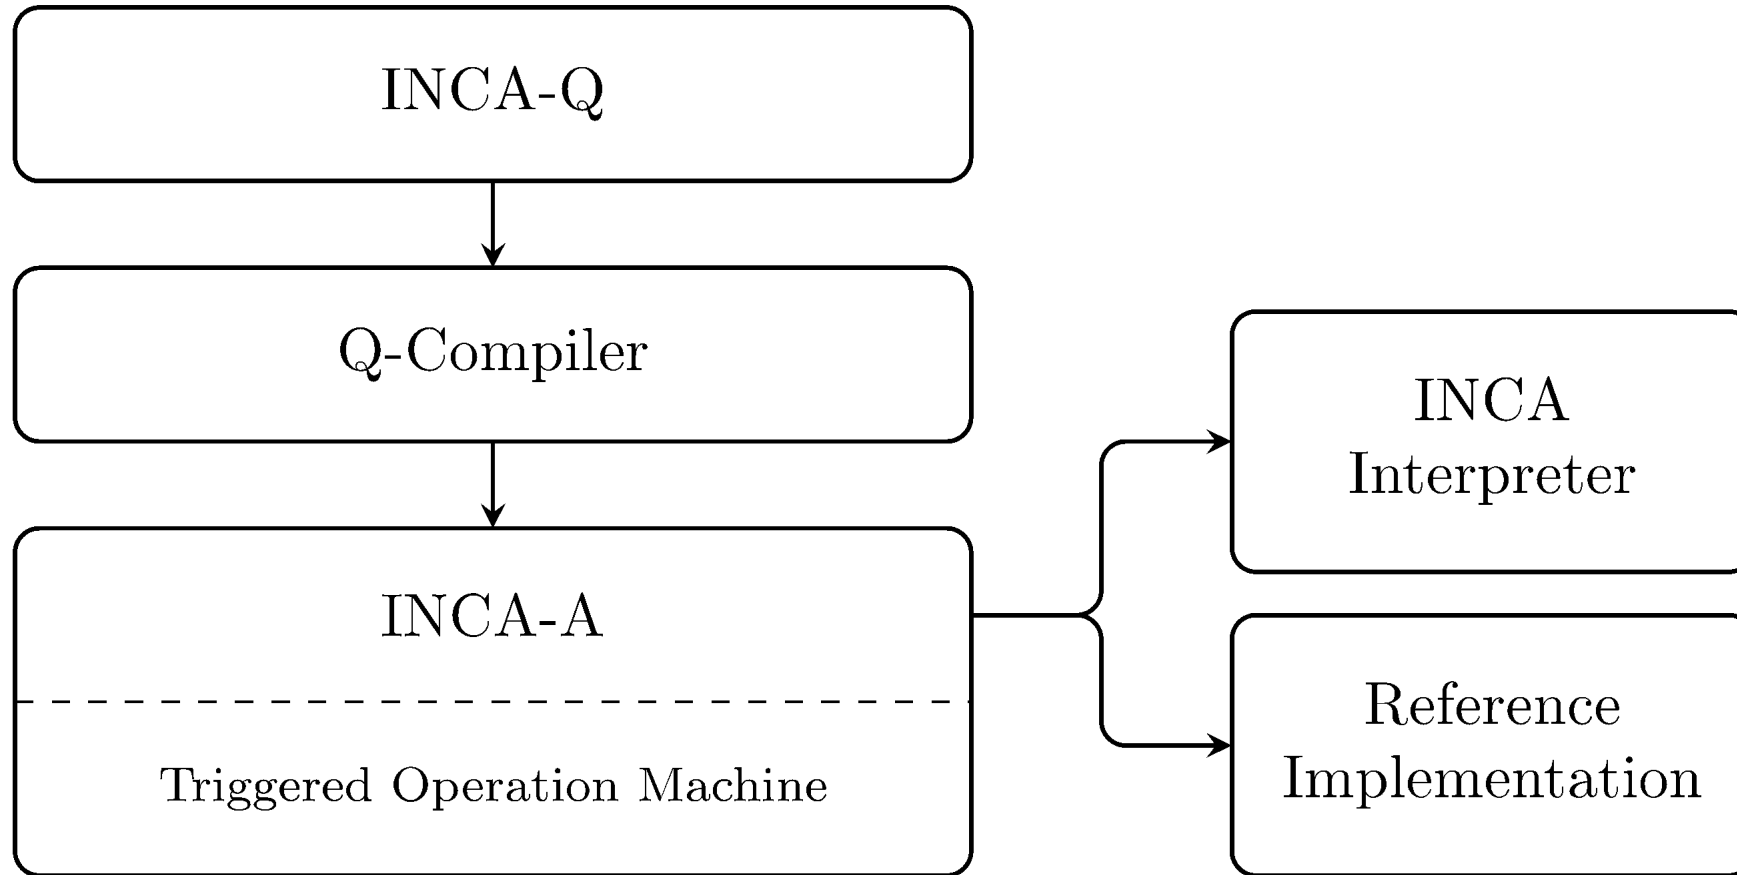 INCA-Q
Q-Compiler
INCA-A
Triggered Operation Machine
INCA
Interpreter
Reference
Implementation